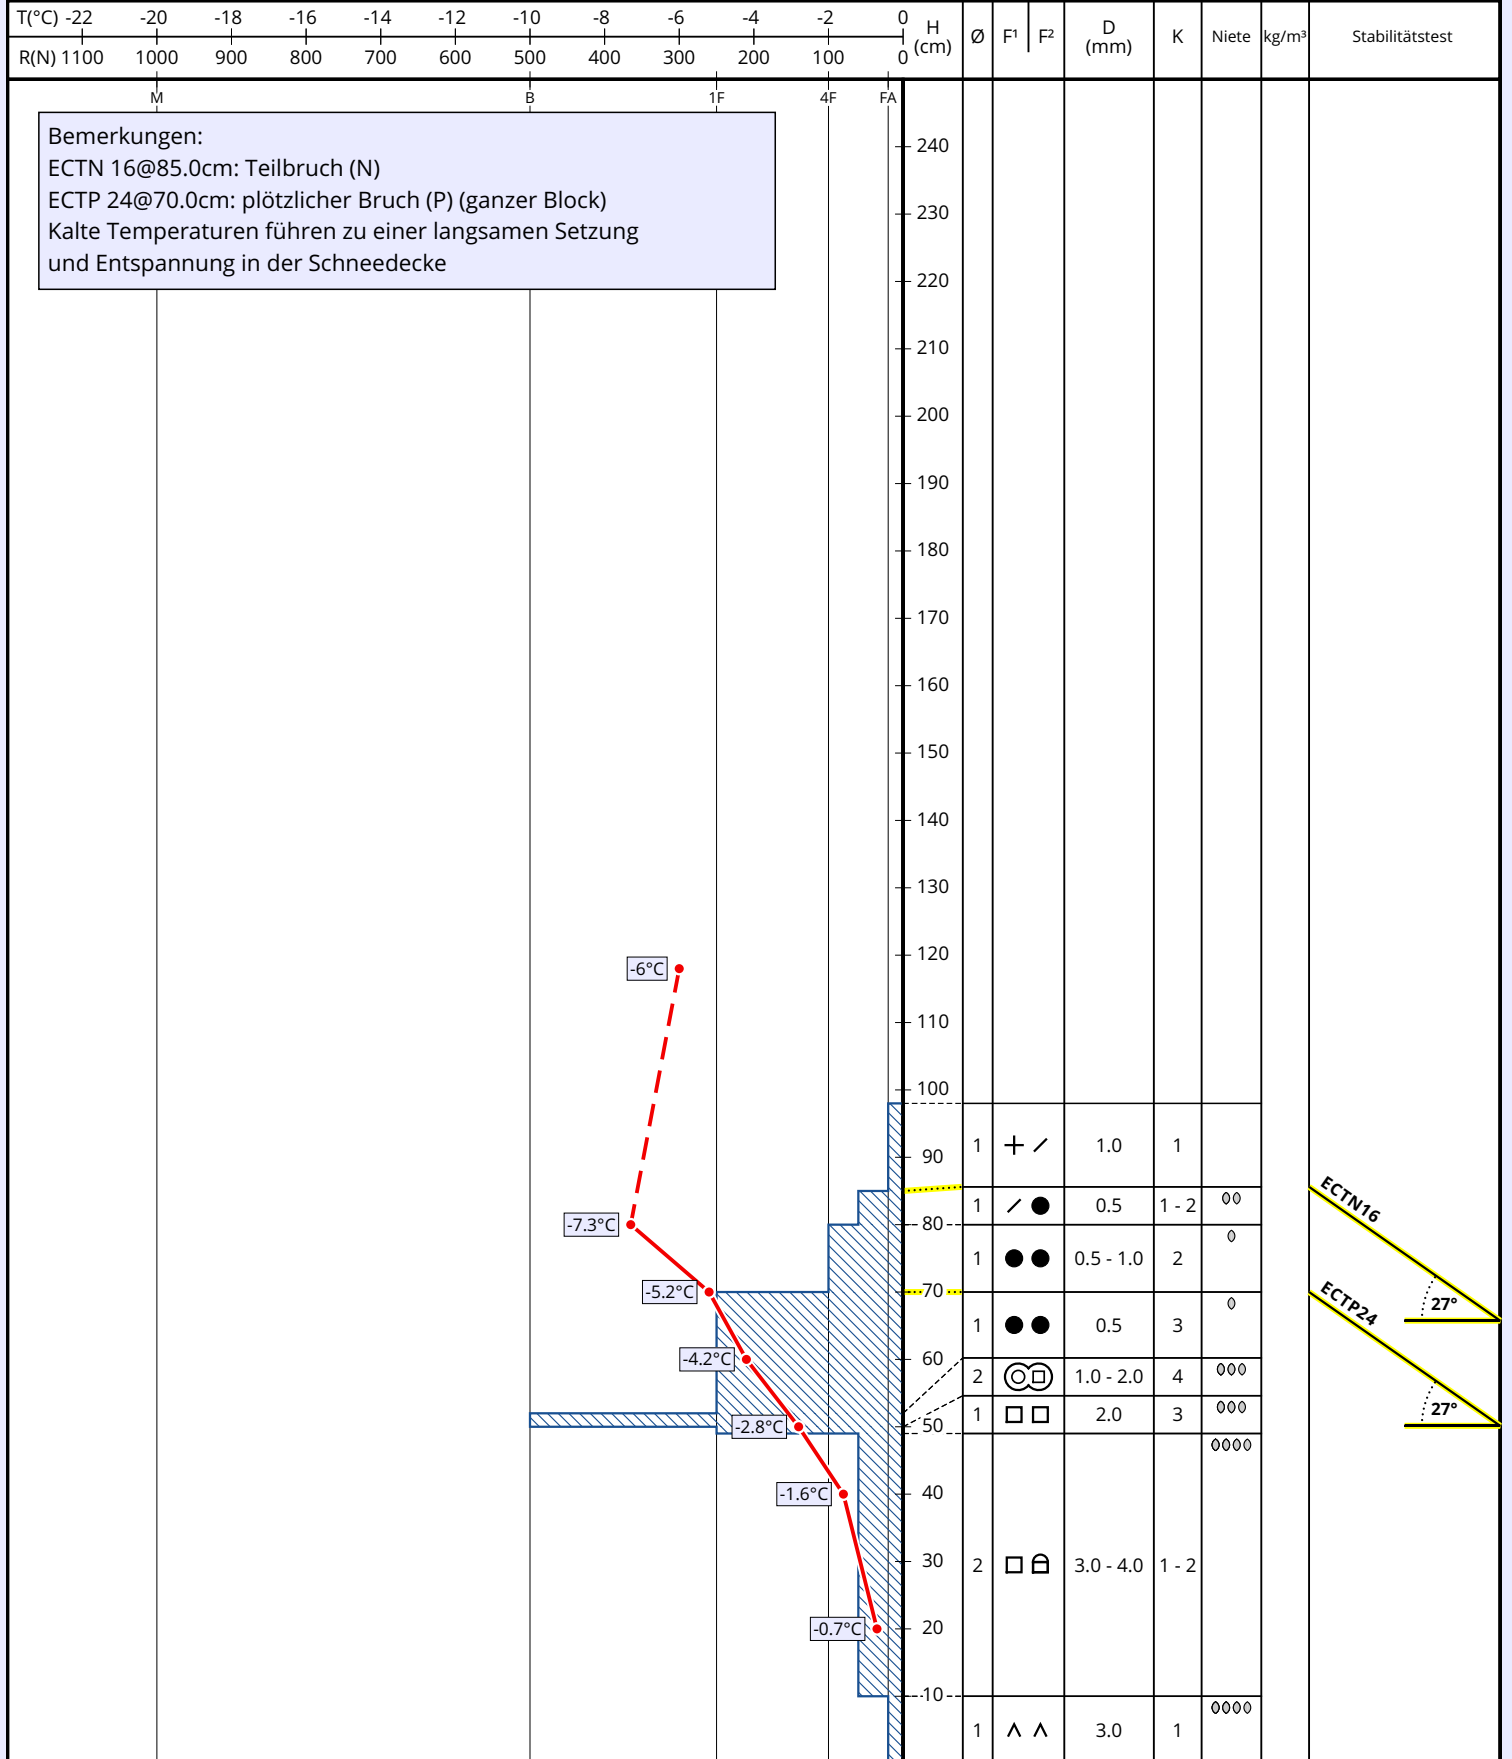 T(°C) -22 -20 -18 -16 -14 -12 -10 -8 -6 -4 -2 0
R(N) 1100 1000 900 800 700 600 500 400 300 200 100 0
H (cm) Ø F¹ F² D (mm) K Niete kg/m³ Stabilitätstest
M B 1F 4F FA
Bemerkungen:
ECTN 16@85.0cm: Teilbruch (N)
ECTP 24@70.0cm: plötzlicher Bruch (P) (ganzer Block)
Kalte Temperaturen führen zu einer langsamen Setzung
und Entspannung in der Schneedecke
240
230
220
210
200
190
180
170
160
150
140
130
120
-6°C
110
100
1 1.0 1
90
ECTN16
1 0.5 1 - 2
-7.3°C 80
1 0.5 - 1.0 2
-5.2°C 70
ECTP24 27°
1 0.5 3
-4.2°C 60
2 1.0 - 2.0 4
1 2.0 3
27°
-2.8°C 50
-1.6°C 40
30
2 3.0 - 4.0 1 - 2
-0.7°C 20
10
1 3.0 1